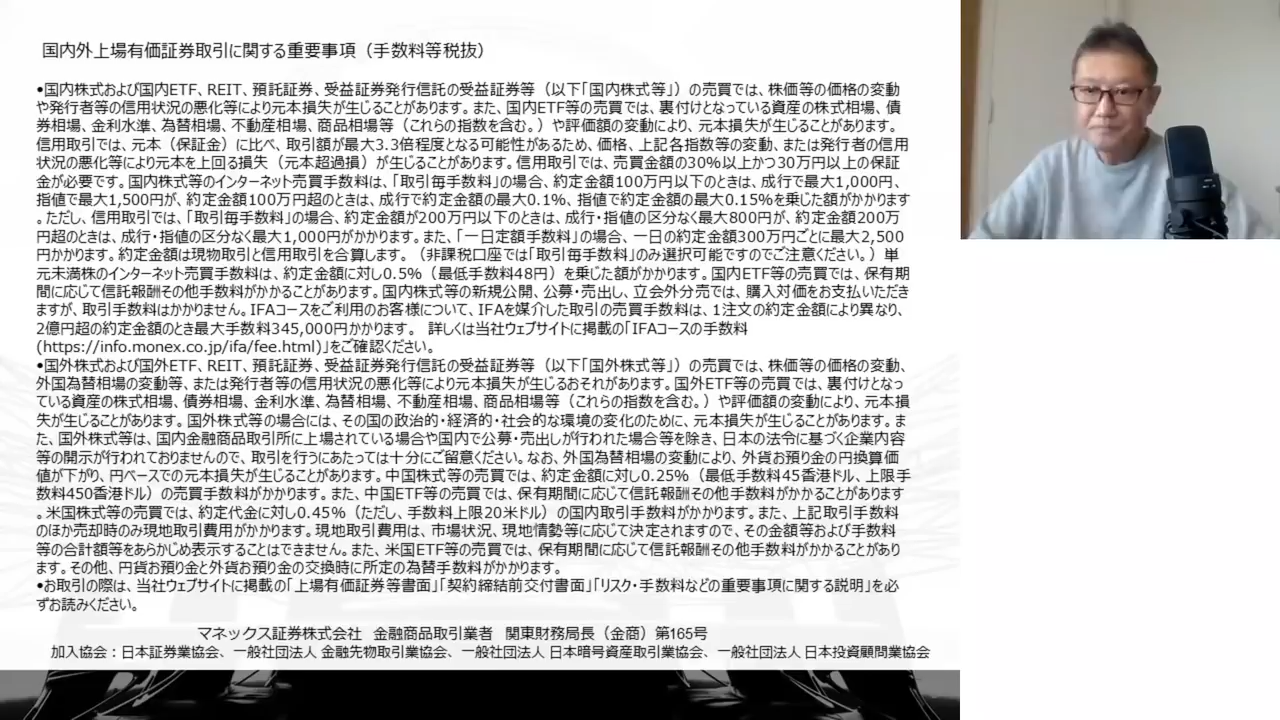 国内外上場有価証券取引に関する重要事項（手数料等税抜）
•国内株式および国内ETF、REIT、預託証券、受益証券発行信託の受益証券等（以下「国内株式等」）の売買では、株価等の価格の変動
や発行者等の信用状況の悪化等により元本損失が生じることがあります。また、国内ETF等の売買では、裏付けとなっている資産の株式相場、債
券相場、金利水準、為替相場、不動産相場、商品相場等（これらの指数を含む。）や評価額の変動により、元本損失が生じることがあります。
信用取引では、元本（保証金）に比べ、取引額が最大3.3倍程度となる可能性があるため、価格、上記各指数等の変動、または発行者の信用
状況の悪化等により元本を上回る損失（元本超過損）が生じることがあります。信用取引では、売買金額の30%以上かつ30万円以上の保証
金が必要です。国内株式等のインターネット売買手数料は、「取引毎手数料」の場合、約定金額100万円以下のときは、成行で最大1,000円、
指値で最大1,500円が、約定金額100万円超のときは、成行で約定金額の最大0.1%、指値で約定金額の最大0.15%を乗じた額がかかります
。ただし、信用取引では、「取引毎手数料」の場合、約定金額が200万円以下のときは、成行・指値の区分なく最大800円が、約定金額200万
円超のときは、成行・指値の区分なく最大1,000円がかかります。また、「一日定額手数料」の場合、一日の約定金額300万円ごとに最大2,500
円かかります。約定金額は現物取引と信用取引を合算します。（非課税口座では「取引毎手数料」のみ選択可能ですのでご注意ください。）単
元未満株のインターネット売買手数料は、約定金額に対し0.5%（最低手数料48円）を乗じた額がかかります。国内ETF等の売買では、保有期
間に応じて信託報酬その他手数料がかかることがあります。国内株式等の新規公開、公募・売出し、立会外分売では、購入対価をお支払いただき
ますが、取引手数料はかかりません。IFAコースをご利用のお客様について、IFAを媒介した取引の売買手数料は、1注文の約定金額により異なり、
2億円超の約定金額のとき最大手数料345,000円かかります。 詳しくは当社ウェブサイトに掲載の「IFAコースの手数料
(https://info.monex.co.jp/ifa/fee.html)」をご確認ください。
•国外株式および国外ETF、REIT、預託証券、受益証券発行信託の受益証券等（以下「国外株式等」）の売買では、株価等の価格の変動、
外国為替相場の変動等、または発行者等の信用状況の悪化等により元本損失が生じるおそれがあります。国外ETF等の売買では、裏付けとなっ
ている資産の株式相場、債券相場、金利水準、為替相場、不動産相場、商品相場等（これらの指数を含む。）や評価額の変動により、元本損
失が生じることがあります。国外株式等の場合には、その国の政治的・経済的・社会的な環境の変化のために、元本損失が生じることがあります。ま
た、国外株式等は、国内金融商品取引所に上場されている場合や国内で公募・売出しが行われた場合等を除き、日本の法令に基づく企業内容
等の開示が行われておりませんので、取引を行うにあたっては十分にご留意ください。なお、外国為替相場の変動により、外貨お預り金の円換算価
値が下がり、円ベースでの元本損失が生じることがあります。中国株式等の売買では、約定金額に対し0.25%（最低手数料45香港ドル、上限手
数料450香港ドル）の売買手数料がかかります。また、中国ETF等の売買では、保有期間に応じて信託報酬その他手数料がかかることがあります
。米国株式等の売買では、約定代金に対し0.45%（ただし、手数料上限20米ドル）の国内取引手数料がかかります。また、上記取引手数料
のほか売却時のみ現地取引費用がかかります。現地取引費用は、市場状況、現地情勢等に応じて決定されますので、その金額等および手数料
等の合計額等をあらかじめ表示することはできません。また、米国ETF等の売買では、保有期間に応じて信託報酬その他手数料がかかることがあり
ます。その他、円貨お預り金と外貨お預り金の交換時に所定の為替手数料がかかります。
•お取引の際は、当社ウェブサイトに掲載の「上場有価証券等書面」「契約締結前交付書面」「リスク・手数料などの重要事項に関する説明」を必
ずお読みください。
マネックス証券株式会社 金融商品取引業者 関東財務局長（金商）第165号
加入協会：日本証券業協会、一般社団法人 金融先物取引業協会、一般社団法人 日本暗号資産取引業協会、一般社団法人 日本投資顧問業協会